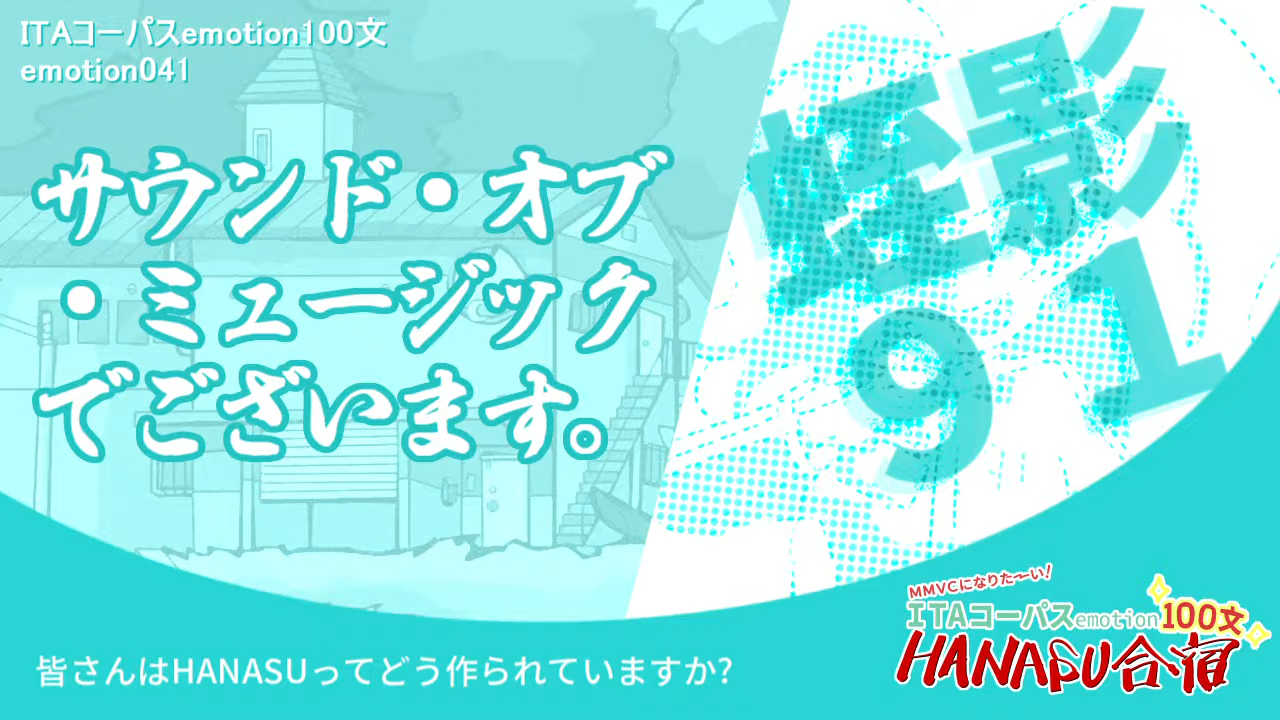 ITAコーパスemotion100文
emotion041
サウンド・オブ
・ミュージック
でございます。
影
9
1
MMVCになりた〜い!
ITAコーパスemotion100文
HANASU合宿
皆さんはHANASUってどう作られていますか?